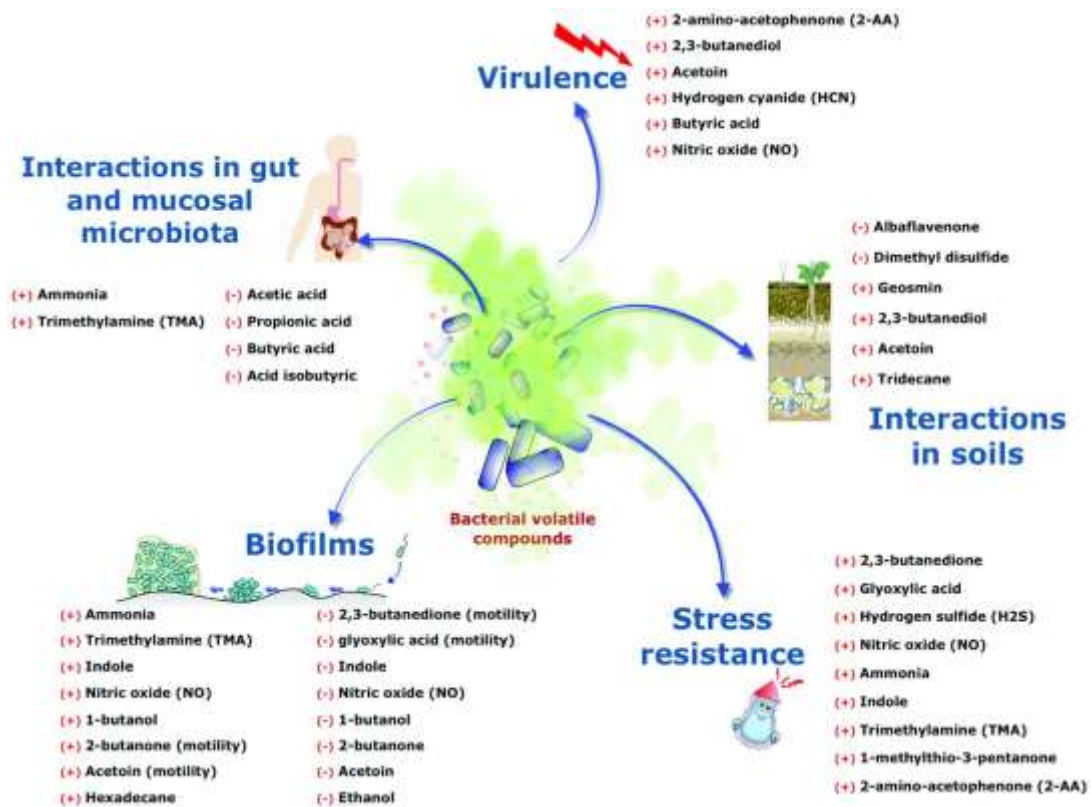 Virulence
(+) 2-amino-acetophenone (2-AA)
(+) 2,3-butanediol
(+) Acetoin
(+) Hydrogen cyanide (HCN)
(+) Butyric acid
(+) Nitric oxide (NO)
Interactions in gut
and mucosal
microbiota
(+) Ammonia
(+) Trimethylamine (TMA)
(-) Acetic acid
(-) Propionic acid
(-) Butyric acid
(-) Acid isobutyric
(-) Albaflavenone
(-) Dimethyl disulfide
(+) Geosmin
(+) 2,3-butanediol
(+) Acetoin
(+) Tridecane
Interactions
in soils
Bacterial volatile
compounds
Biofilms
(+) Ammonia
(+) Trimethylamine (TMA)
(+) Indole
(+) Nitric oxide (NO)
(+) 1-butanol
(+) 2-butanone (motility)
(+) Acetoin (motility)
(+) Hexadecane
(-) 2,3-butanedione (motility)
(-) glyoxylic acid (motility)
(-) Indole
(-) Nitric oxide (NO)
(-) 1-butanol
(-) 2-butanone
(-) Acetoin
(-) Ethanol
Stress
resistance
(+) 2,3-butanedione
(+) Glyoxylic acid
(+) Hydrogen sulfide (H2S)
(+) Nitric oxide (NO)
(+) Ammonia
(+) Indole
(+) Trimethylamine (TMA)
(+) 1-methylthio-3-pentanone
(+) 2-amino-acetophenone (2-AA)